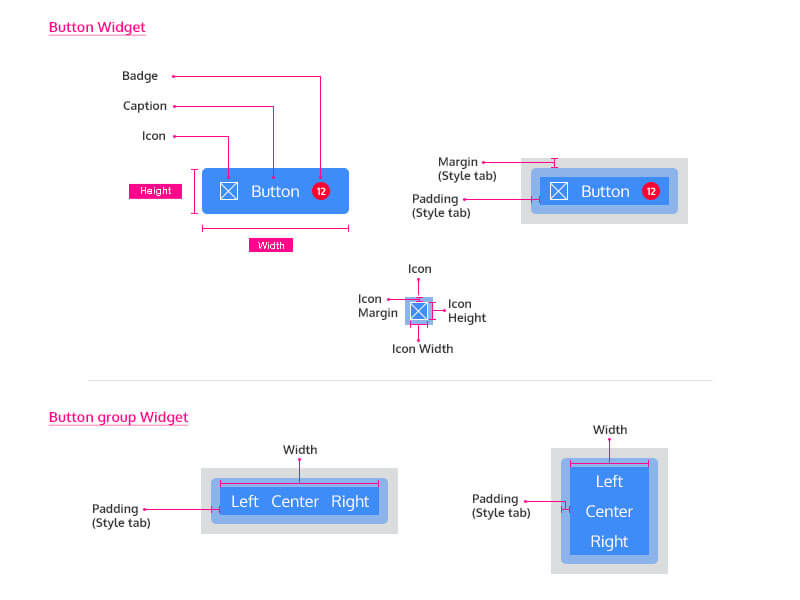 Button Widget
Badge
Caption
Icon
Height
Button 12
Width
Margin
(Style tab)
Padding
(Style tab)
Button 12
Icon
Icon
Margin
Icon
Height
Icon Width
Button group Widget
Width
Padding
(Style tab)
Left Center Right
Width
Padding
(Style tab)
Left
Center
Right